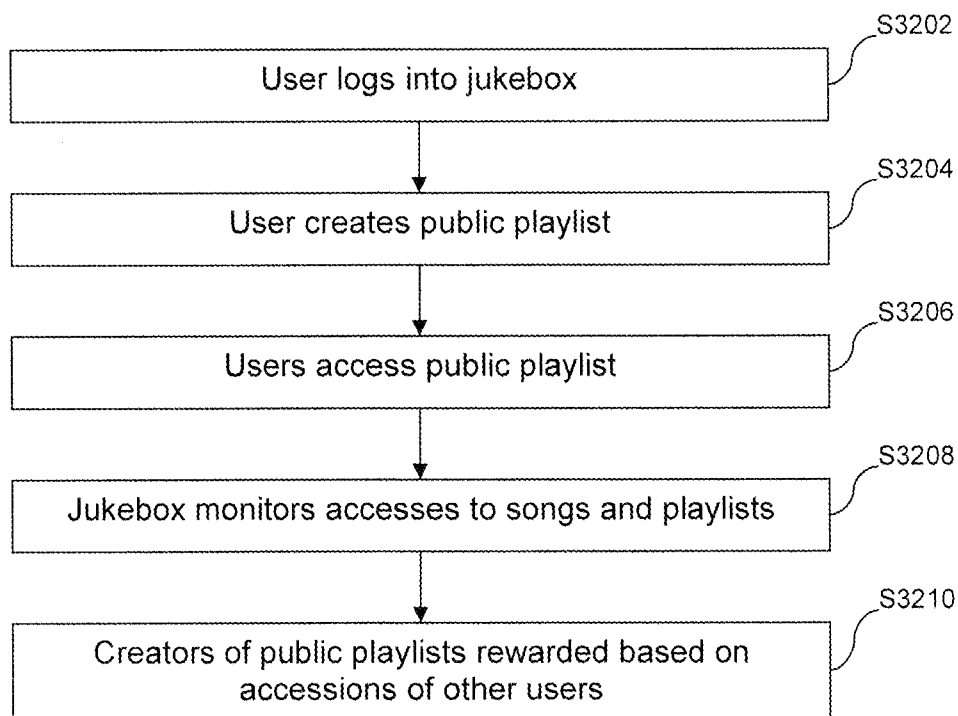 S3202
User logs into jukebox
S3204
User creates public playlist
S3206
Users access public playlist
S3208
Jukebox monitors accesses to songs and playlists
S3210
Creators of public playlists rewarded based on
accessions of other users